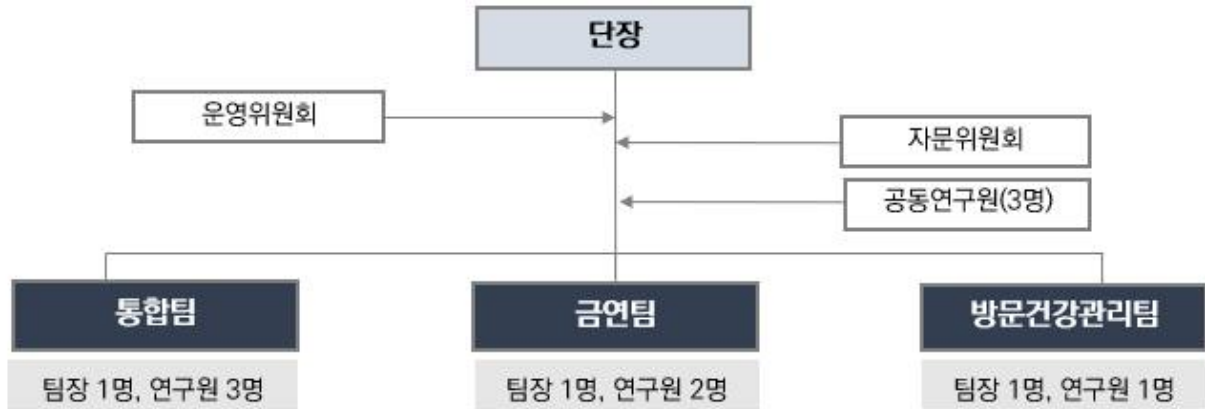 단장
운영위원회
자문위원회
공동연구원(3명)
통합팀
금연팀
방문건강관리팀
팀장 1명, 연구원 3명
팀장 1명, 연구원 2명
팀장 1명, 연구원 1명